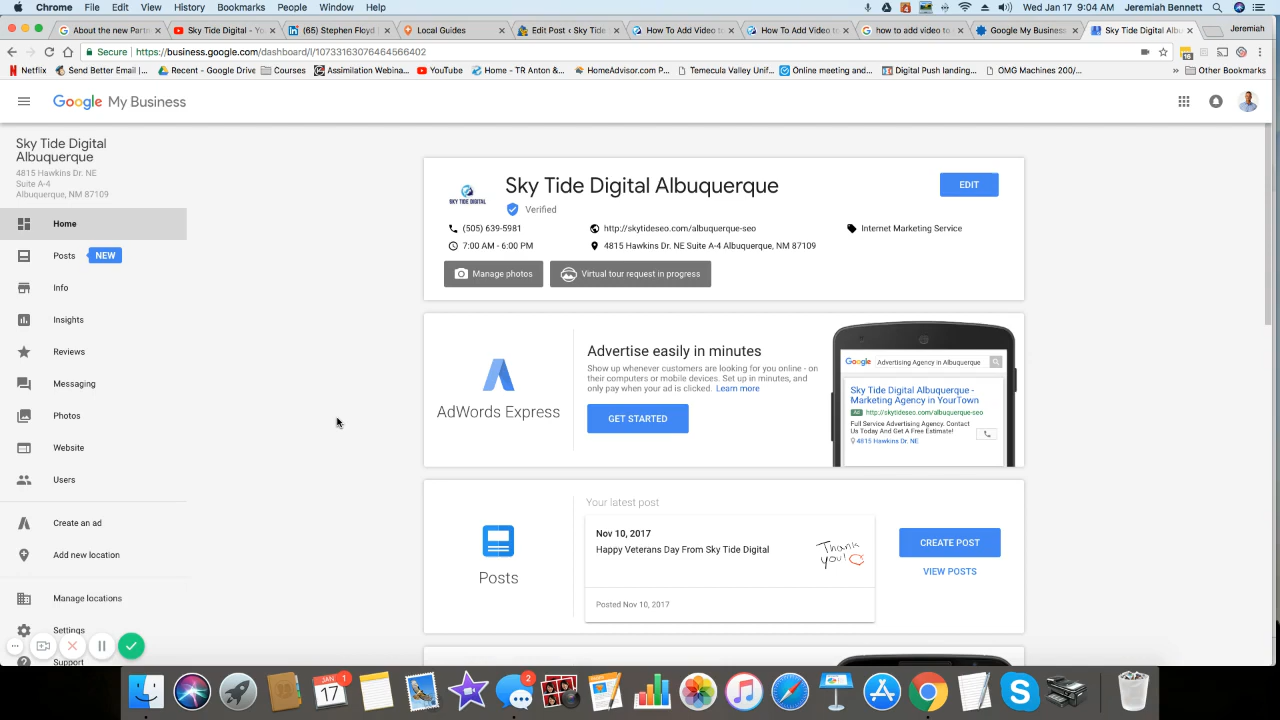 Chrome File Edit View History Bookmarks People Window Help 4 Wed Jan 17 9:04 AM Jeremiah Bennett
About the new Part (65) Stephen Floyd Local Guides Edit Post ‹ Sky Tide How To Add Video to How To Add Video t how to add video to Google My Business Sky Tide Digital Albu Jeremiah
Sky Tide Digital - Yo
Secure https://business.google.com/dashboard/l/10733163076464566402 18
Netflix Send Better Email |... Recent - Google Drive Courses Assimilation Webina... YouTube Home - TR Anton &... HomeAdvisor.com P... Temecula Valley Unif... Online meeting and... Digital Push landing... OMG Machines 200/... » Other Bookmarks
Google My Business
Sky Tide Digital
Albuquerque
4815 Hawkins Dr. NE
Suite A-4
Albuquerque, NM 87109
Home
Posts NEW
Info
Insights
Reviews
Messaging
Photos
Website
Users
Create an ad
Add new location
Manage locations
Settings
Support
SKY TIDE DIGITAL
Sky Tide Digital Albuquerque
EDIT
Verified
(505) 639-5981 http://skytideseo.com/albuquerque-seo Internet Marketing Service
7:00 AM - 6:00 PM 4815 Hawkins Dr. NE Suite A-4 Albuquerque, NM 87109
Manage photos Virtual tour request in progress
AdWords Express
Advertise easily in minutes
Show up whenever customers are looking for you online - on
their computers or mobile devices. Set up in minutes, and
only pay when your ad is clicked. Learn more
GET STARTED
Google Advertising Agency in Albuquerque
Sky Tide Digital Albuquerque -
Marketing Agency in YourTown
Ad http://skytideseo.com/albuquerque-seo
Full Service Advertising Agency. Contact
Us Today And Get A Free Estimate!
4815 Hawkins Dr. NE
Posts
Your latest post
Nov 10, 2017
Happy Veterans Day From Sky Tide Digital
Thank
you!
Posted Nov 10, 2017
CREATE POST
VIEW POSTS
JAN
17
1
2